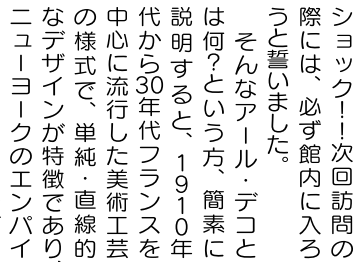 ショック！！次回訪問の
際には、必ず館内に入ろ
うと誓いました。
そんなアール・デコと
は何？という方、簡素に
説明すると、1910年
代から30年代フランスを
中心に流行した美術工芸
の様式で、単純・直線的
なデザインが特徴であり、
ニューヨークのエンパイ